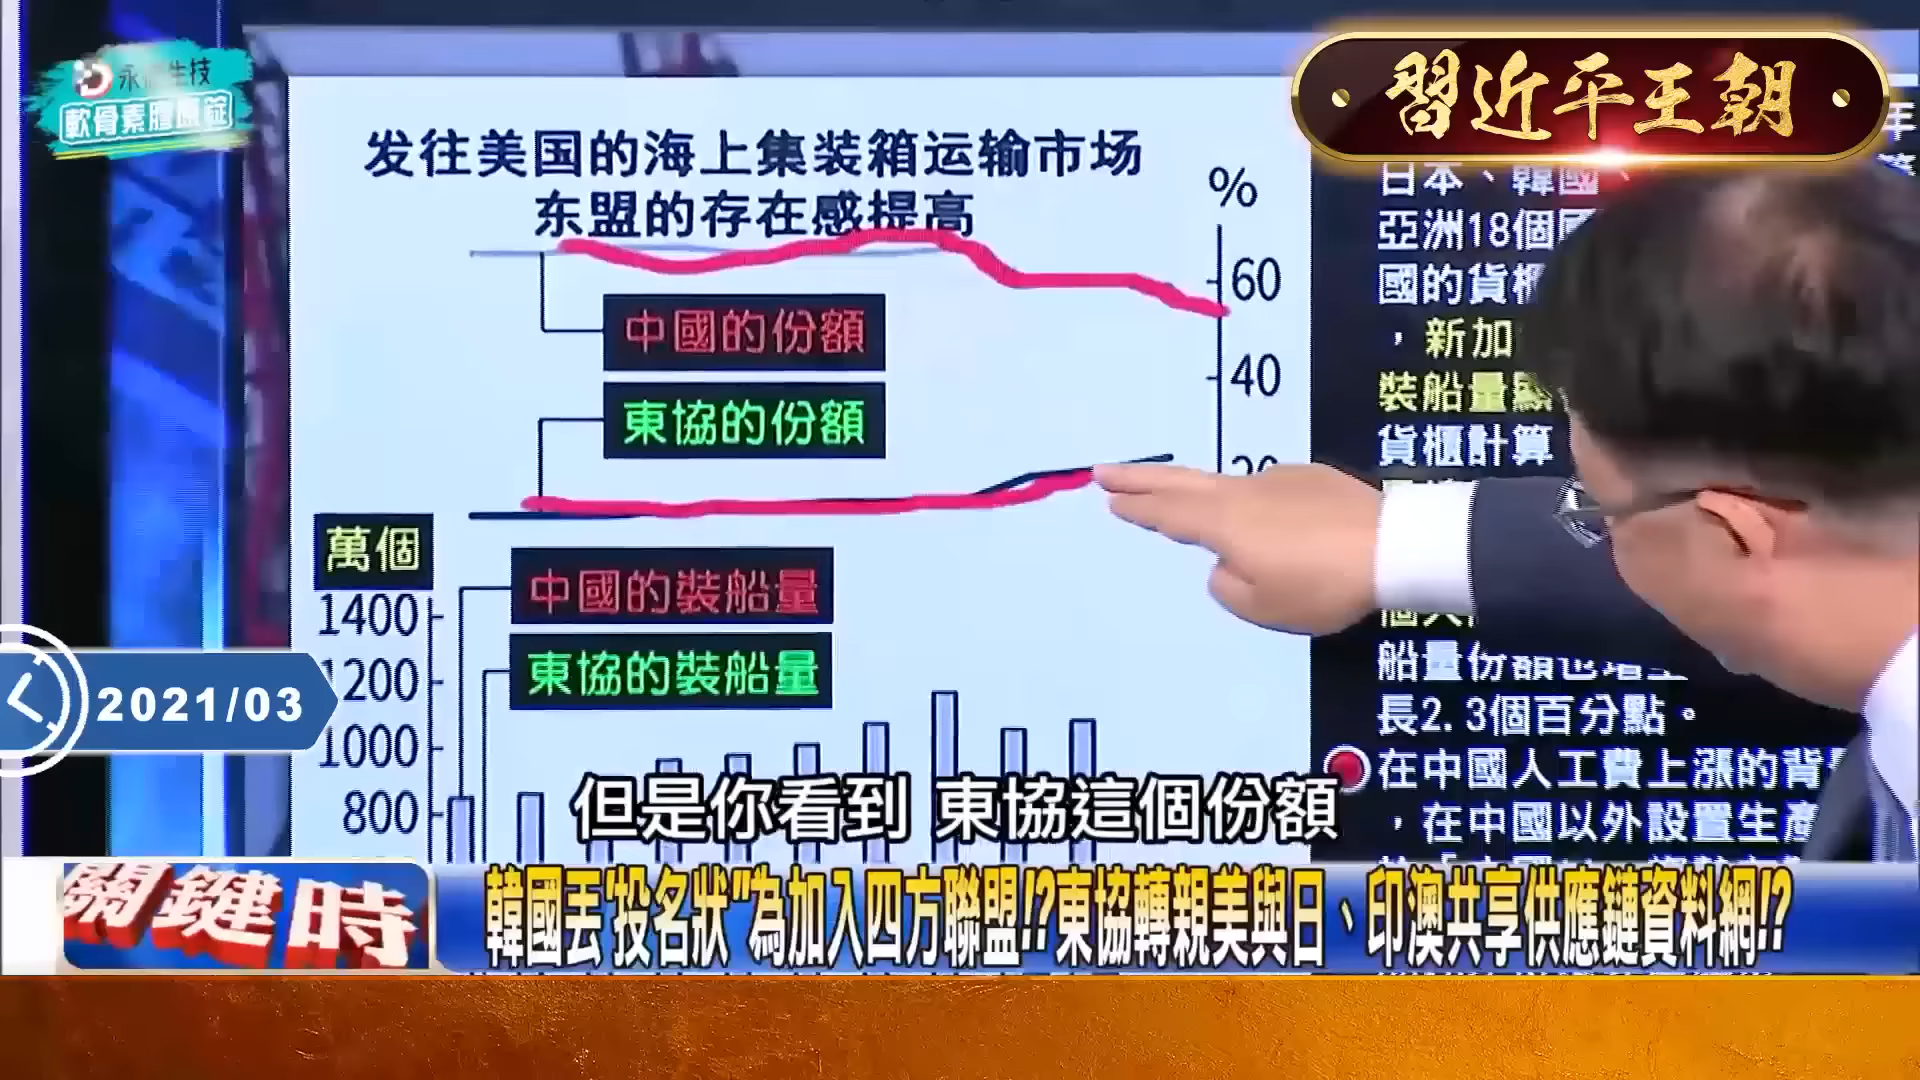 習近平王朝
軟骨素膠原錠
发往美国的海上集装箱运输市场
东盟的存在感提高
%
60
40
中國的份額
東協的份額
萬個
1400
1200
1000
800
中國的裝船量
東協的裝船量
日本、韓國、
亞洲18個
國的貨櫃
，新加
裝船量顯
貨櫃計算
船量份額也增
長2.3個百分點。
在中國人工費上漲的背
，在中國以外設置生產
2021/03
但是你看到 東協這個份額
關鍵時
韓國丟"投名狀"為加入四方聯盟!?東協轉親美與日、印澳共享供應鏈資料網!?